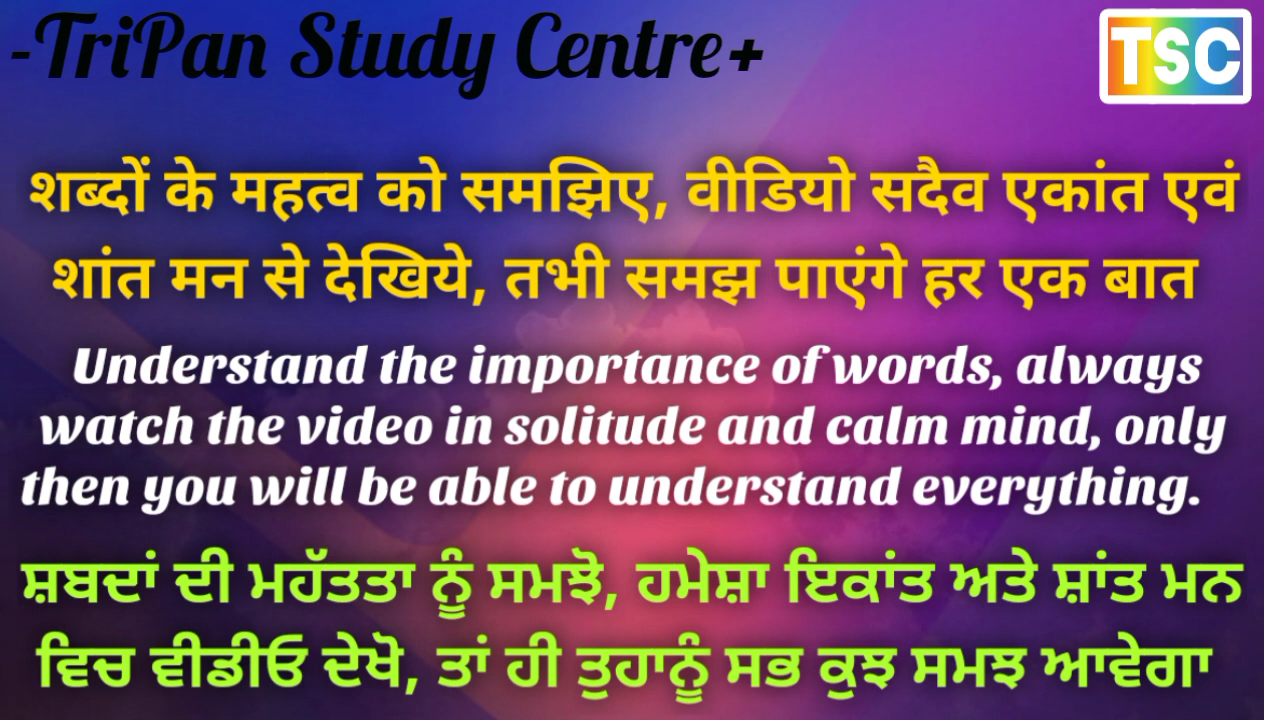 -TriPan Study Centre+
TSC
शब्दों के महत्व को समझिए, वीडियो सदैव एकांत एवं
शांत मन से देखिये, तभी समझ पाएंगे हर एक बात
Understand the importance of words, always
watch the video in solitude and calm mind, only
then you will be able to understand everything.
ਸ਼ਬਦਾਂ ਦੀ ਮਹੱਤਤਾ ਨੂੰ ਸਮਝੋ, ਹਮੇਸ਼ਾ ਇਕਾਂਤ ਅਤੇ ਸ਼ਾਂਤ ਮਨ
ਵਿਚ ਵੀਡੀਓ ਦੇਖੋ, ਤਾਂ ਹੀ ਤੁਹਾਨੂੰ ਸਭ ਕੁਝ ਸਮਝ ਆਵੇਗਾ